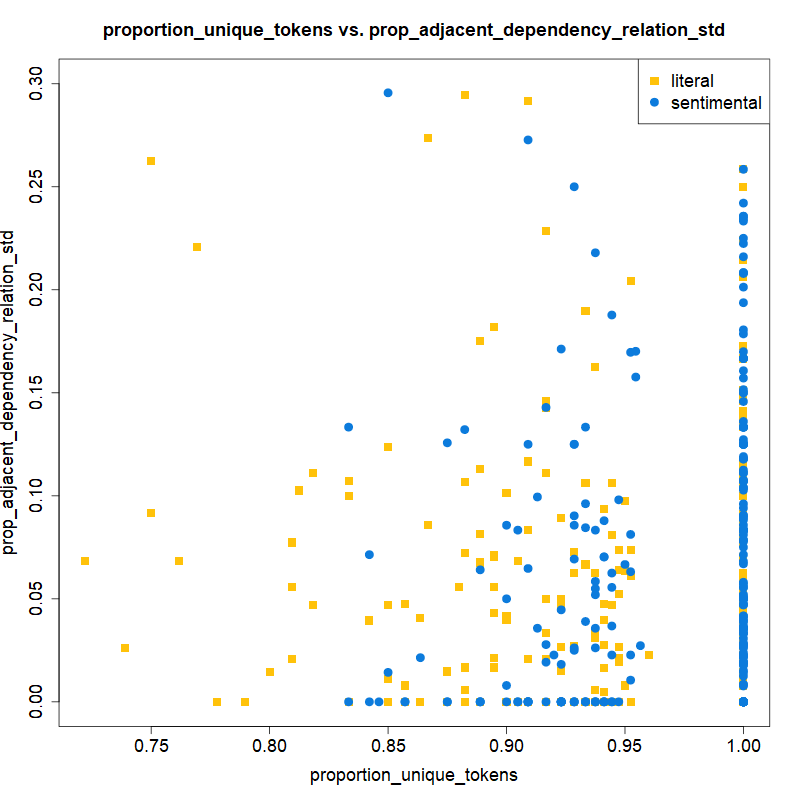 proportion_unique_tokens vs. prop_adjacent_dependency_relation_std
literal
sentimental
prop_adjacent_dependency_relation_std
0.30
0.25
0.20
0.15
0.10
0.05
0.00
0.75
0.80
0.85
0.90
0.95
1.00
proportion_unique_tokens